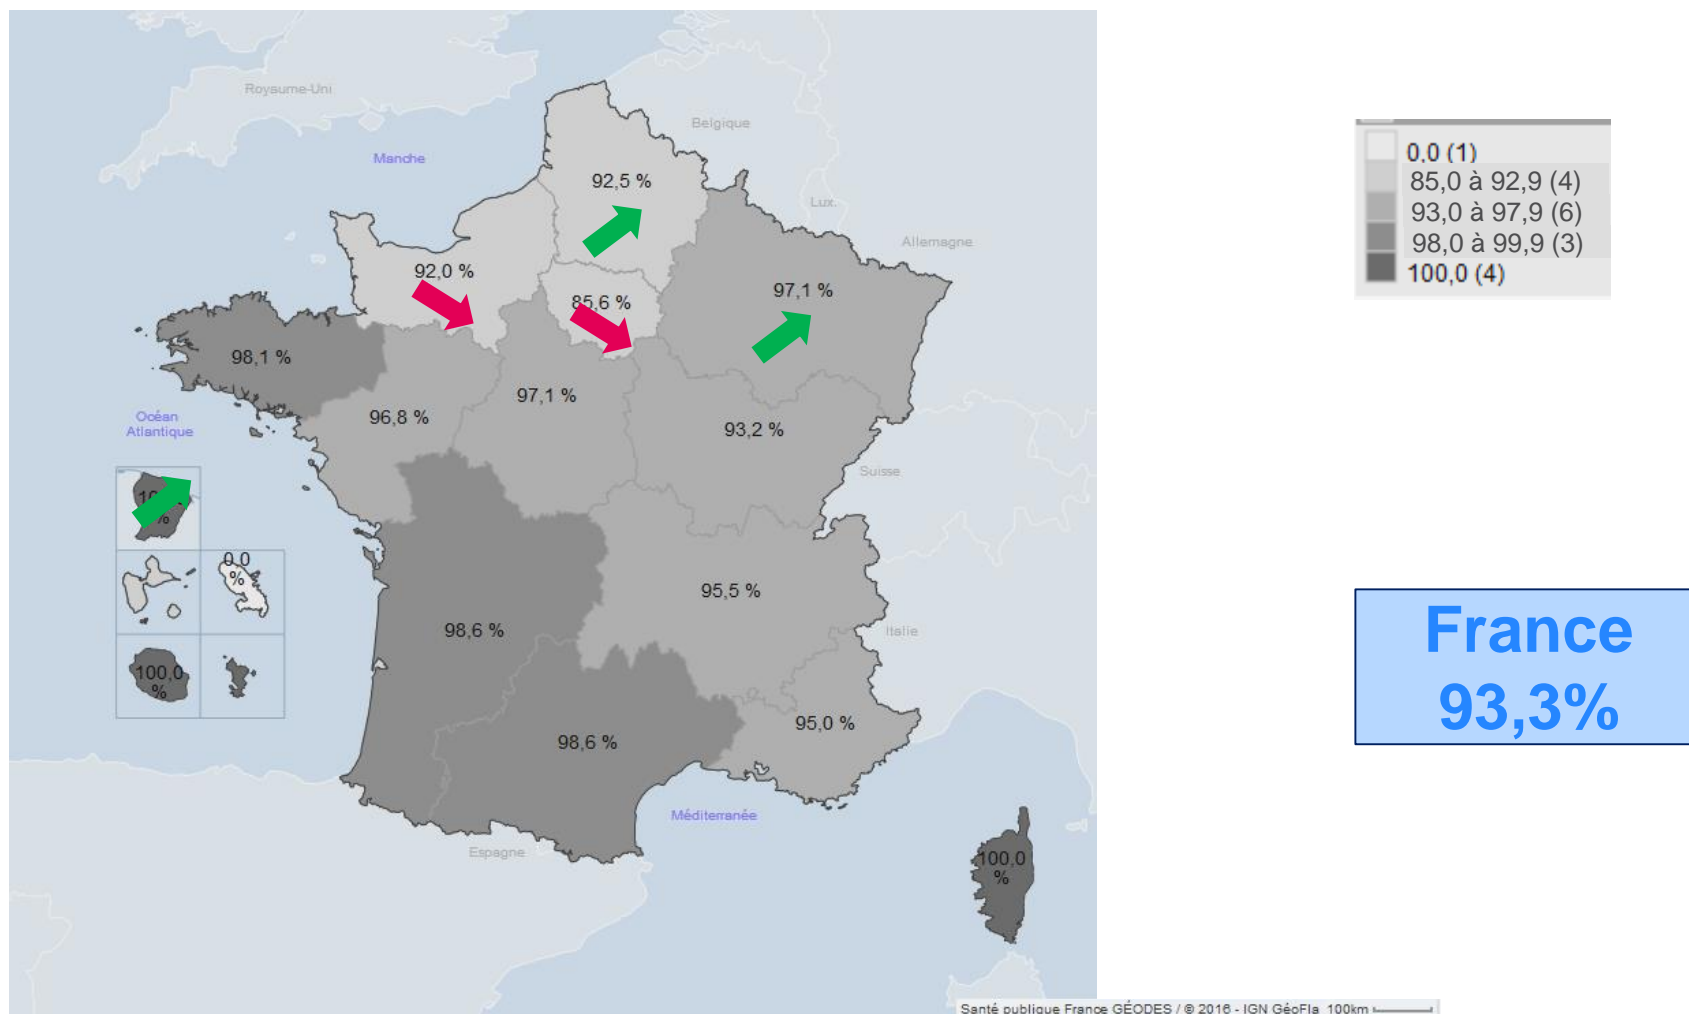 Royaume-Uni
Belgique
Manche
92,5 %
Lux.
Allemagne
92,0 %
85,6 %
97,1 %
98,1 %
97,1 %
96,8 %
93,2 %
Océan
Atlantique
Suisse
%
0,0
%
95,5 %
98,6 %
Italie
100,0
%
95,0 %
98,6 %
Méditerranée
Espagne
100,0
%
0,0 (1)
85,0 à 92,9 (4)
93,0 à 97,9 (6)
98,0 à 99,9 (3)
100,0 (4)
France
93,3%
Santé publique France GÉODES / © 2016 - IGN GéoFla 100km